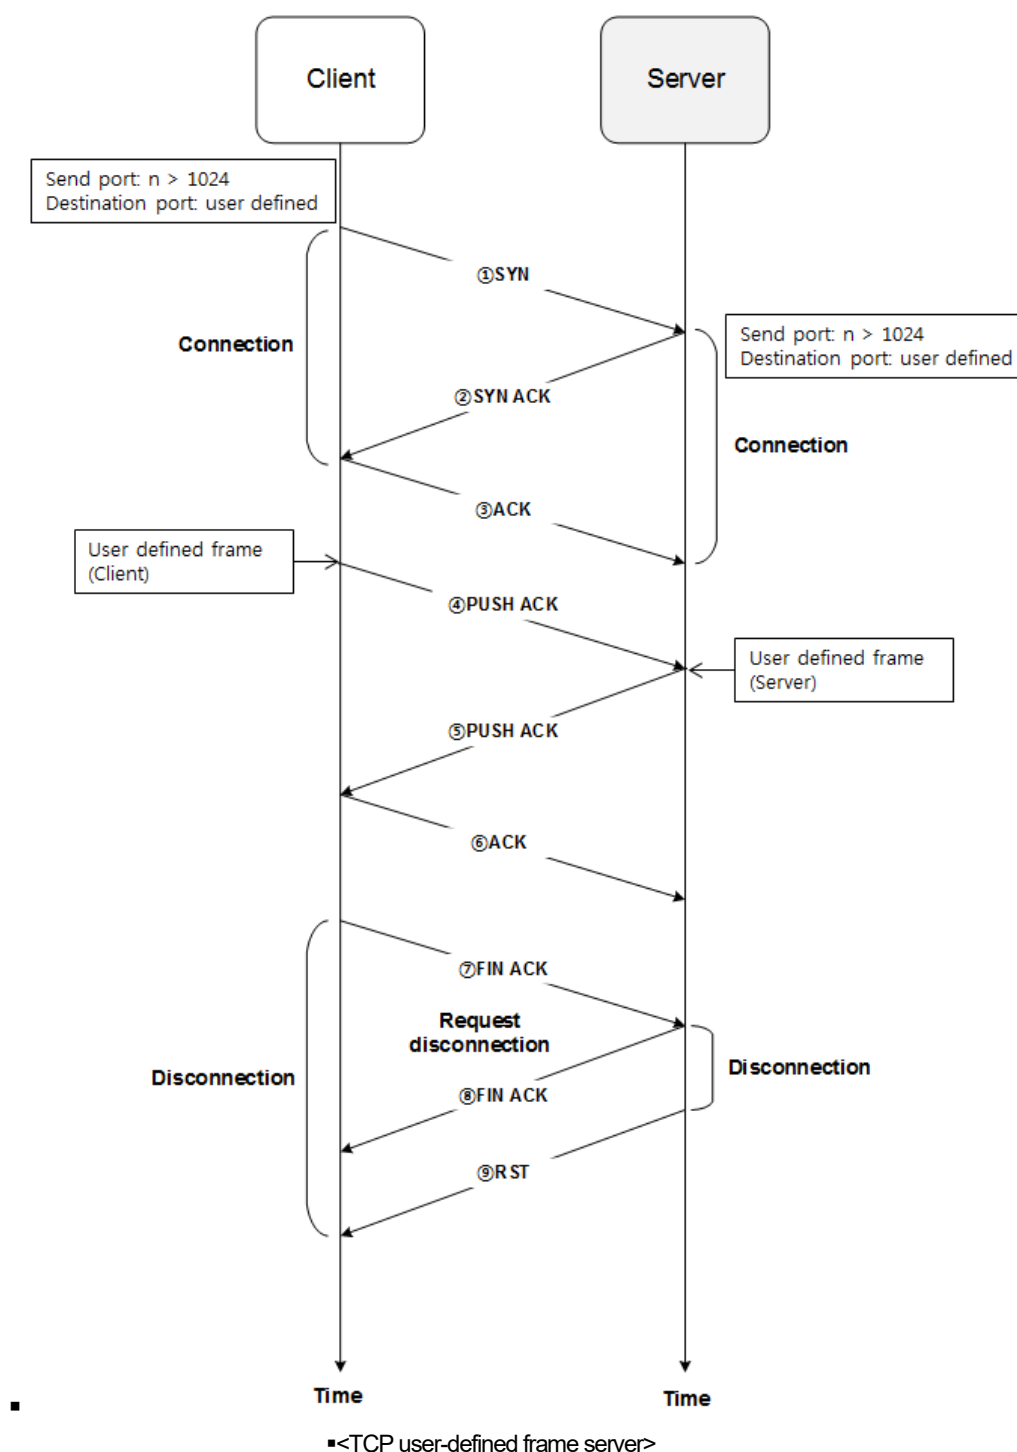 Client
Server
Send port: n > 1024
Destination port: user defined
①SYN
Send port: n > 1024
Destination port: user defined
Connection
②SYN ACK
Connection
③ACK
User defined frame
(Client)
④PUSH ACK
User defined frame
(Server)
⑤PUSH ACK
⑥ACK
⑦FIN ACK
Request
disconnection
Disconnection
Disconnection
⑧FIN ACK
⑨RST
Time
Time
▪
▪<TCP user-defined frame server>